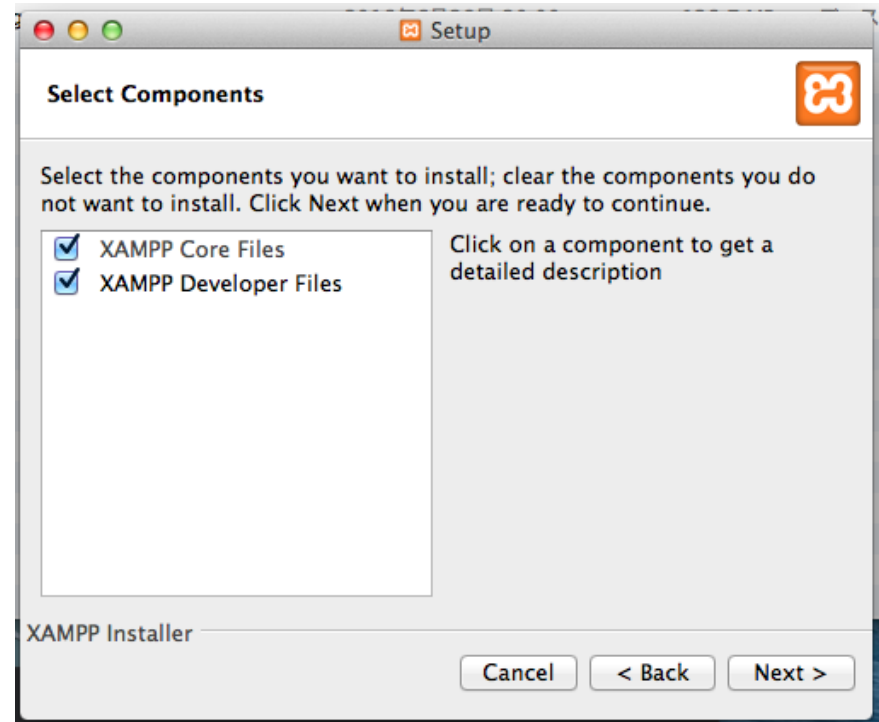 Setup
Select Components
Select the components you want to install; clear the components you do
not want to install. Click Next when you are ready to continue.
XAMPP Core Files
XAMPP Developer Files
Click on a component to get a
detailed description
XAMPP Installer
Cancel
< Back
Next >